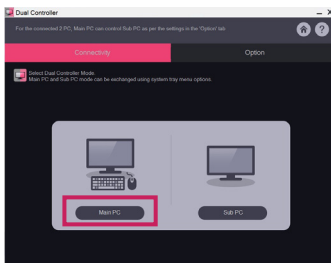 Dual Controller
For the connected 2 PC, Main PC can control Sub PC as per the settings in the 'Option' tab
Connectivity
Option
Select Dual Controller Mode.
Main PC and Sub PC mode can be exchanged using system tray menu options.
Main PC
Sub PC